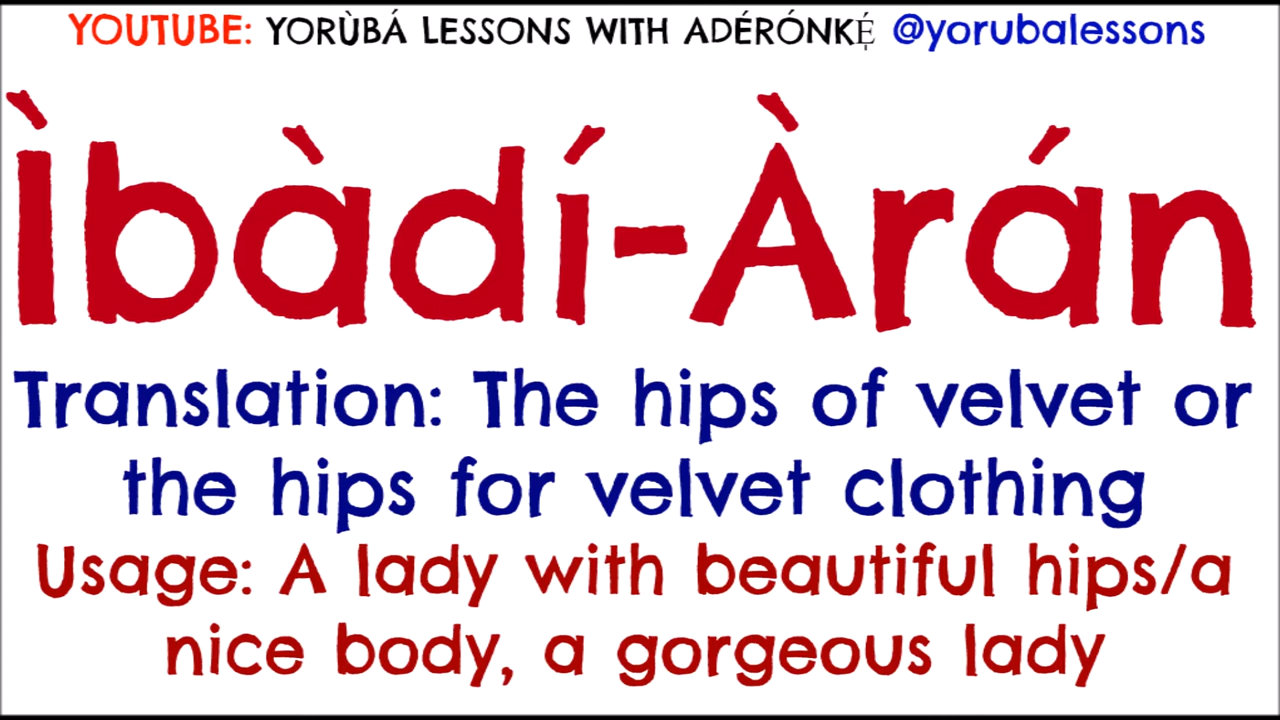 YOUTUBE: YORÙBÁ LESSONS WITH ADÉRÓNKẸ́ @yorubalessons
Ìbàdí-Àrán
Translation: The hips of velvet or
the hips for velvet clothing
Usage: A lady with beautiful hips/a
nice body, a gorgeous lady